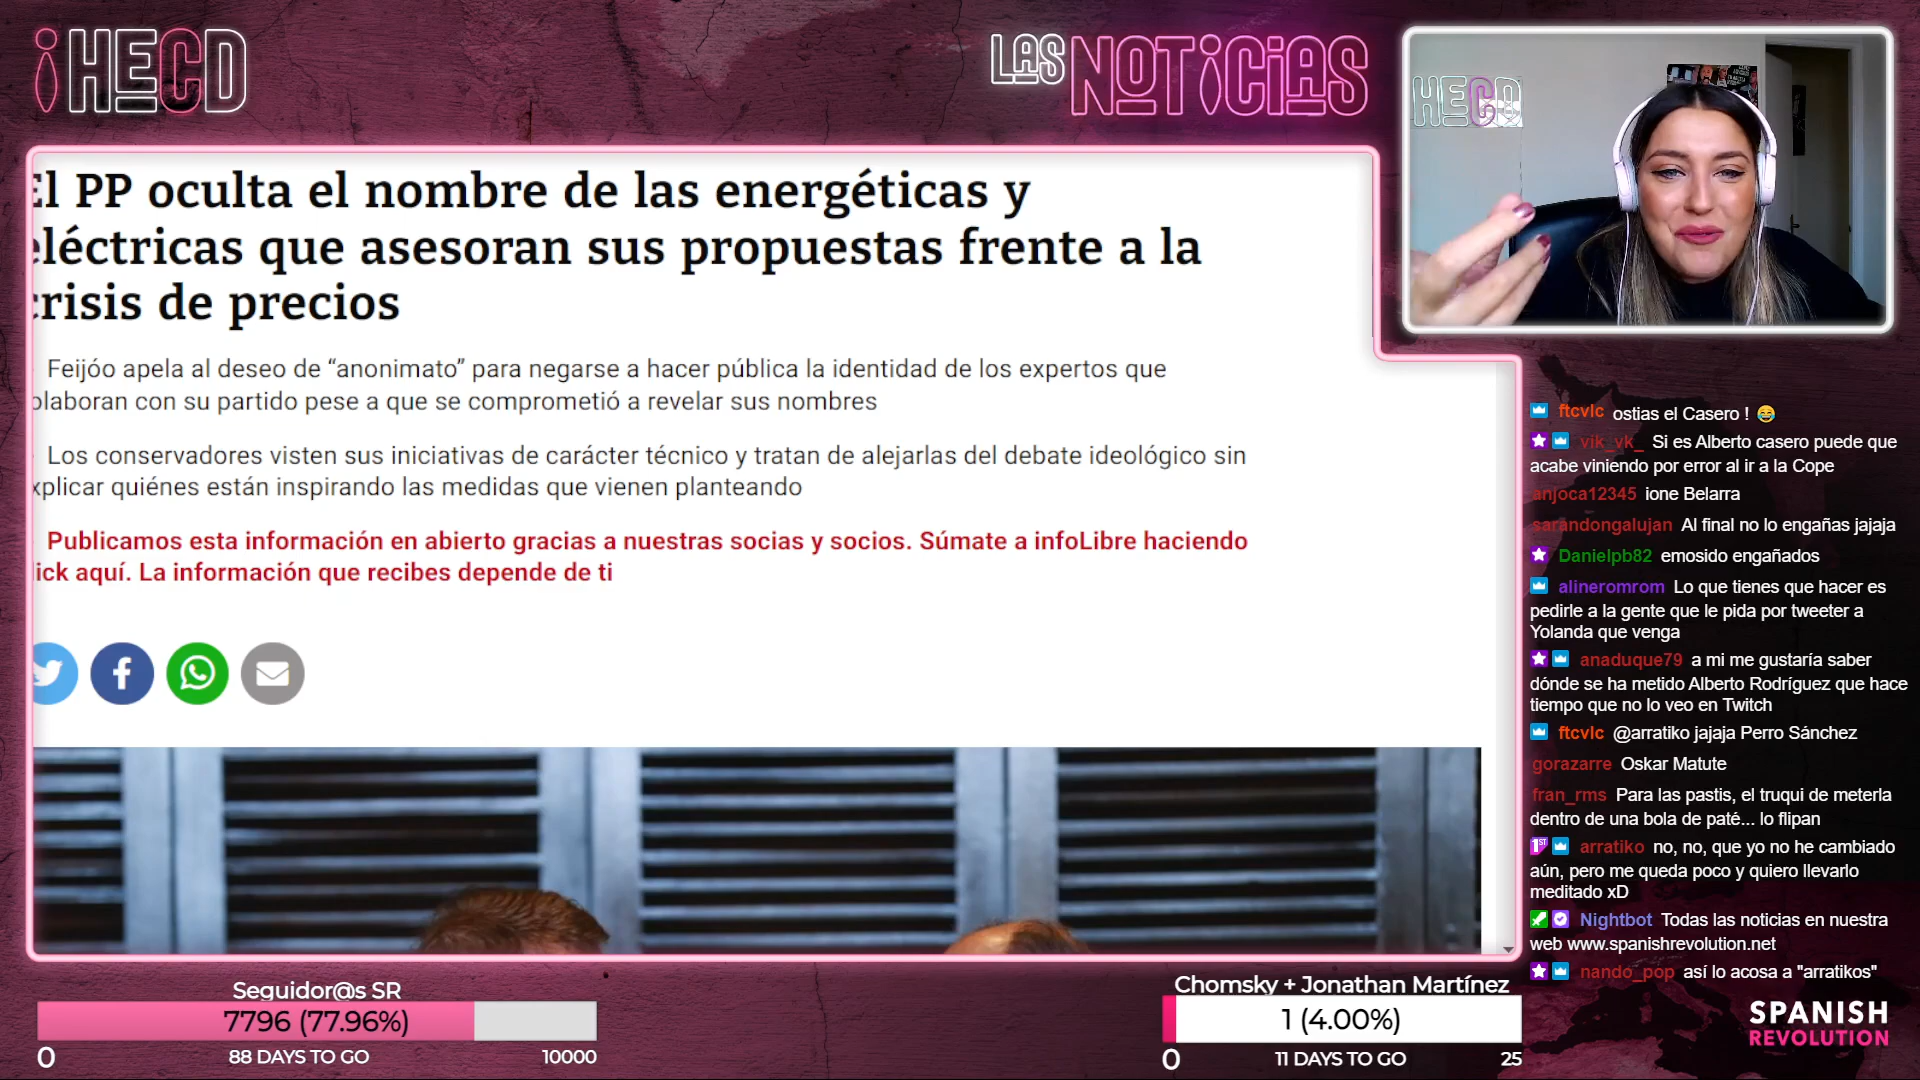 ¡HECD
LAS NOTICIAS
HECD
El PP oculta el nombre de las energéticas y
eléctricas que asesoran sus propuestas frente a la
crisis de precios
Feijóo apela al deseo de “anonimato” para negarse a hacer pública la identidad de los expertos que
olaboran con su partido pese a que se comprometió a revelar sus nombres
Los conservadores visten sus iniciativas de carácter técnico y tratan de alejarlas del debate ideológico sin
xplicar quiénes están inspirando las medidas que vienen planteando
Publicamos esta información en abierto gracias a nuestras socias y socios. Súmate a infoLibre haciendo
lick aquí. La información que recibes depende de ti
ftcvlc ostias el Casero ! 😂
vik_vk_ Si es Alberto casero puede que
acabe viniendo por error al ir a la Cope
anjoca12345 ione Belarra
sarandongalujan Al final no lo engañas jajaja
Danielpb82 emosido engañados
alineromrom Lo que tienes que hacer es
pedirle a la gente que le pida por tweeter a
Yolanda que venga
anaduque79 a mi me gustaría saber
dónde se ha metido Alberto Rodríguez que hace
tiempo que no lo veo en Twitch
ftcvlc @arratiko jajaja Perro Sánchez
gorazarre Oskar Matute
fran_rms Para las pastis, el truqui de meterla
dentro de una bola de paté... lo flipan
1ST arratiko no, no, que yo no he cambiado
aún, pero me queda poco y quiero llevarlo
meditado xD
Nightbot Todas las noticias en nuestra
web www.spanishrevolution.net
nando_pop así lo acosa a "arratikos"
Seguidor@s SR
7796 (77.96%)
0 88 DAYS TO GO 10000
Chomsky + Jonathan Martínez
1 (4.00%)
0 11 DAYS TO GO 25
SPANISH
REVOLUTION